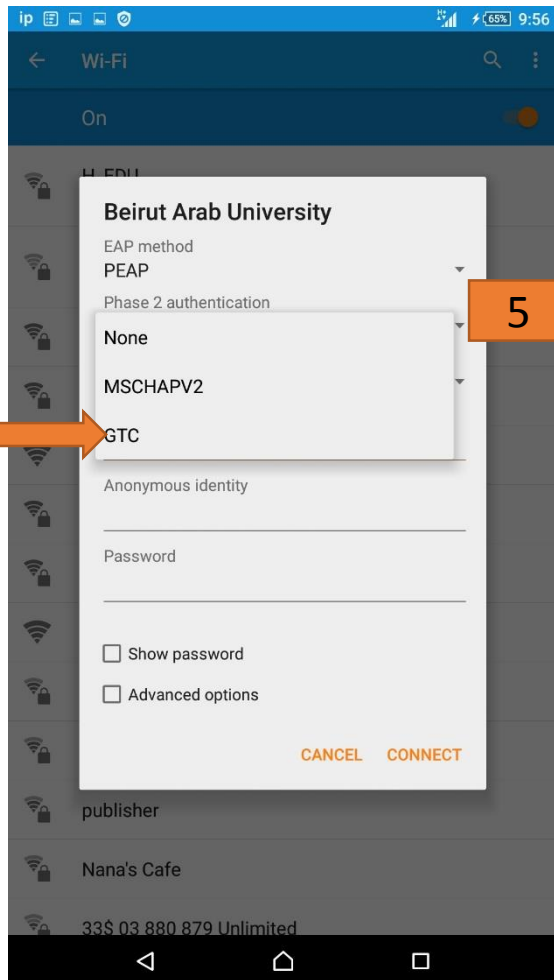 ip 65% 9:56
Wi-Fi
On
H_EDU
Beirut Arab University
EAP method
PEAP
Phase 2 authentication
5
None
MSCHAPV2
GTC
Anonymous identity
Password
Show password
Advanced options
CANCEL CONNECT
publisher
Nana's Cafe
33$ 03 880 879 Unlimited